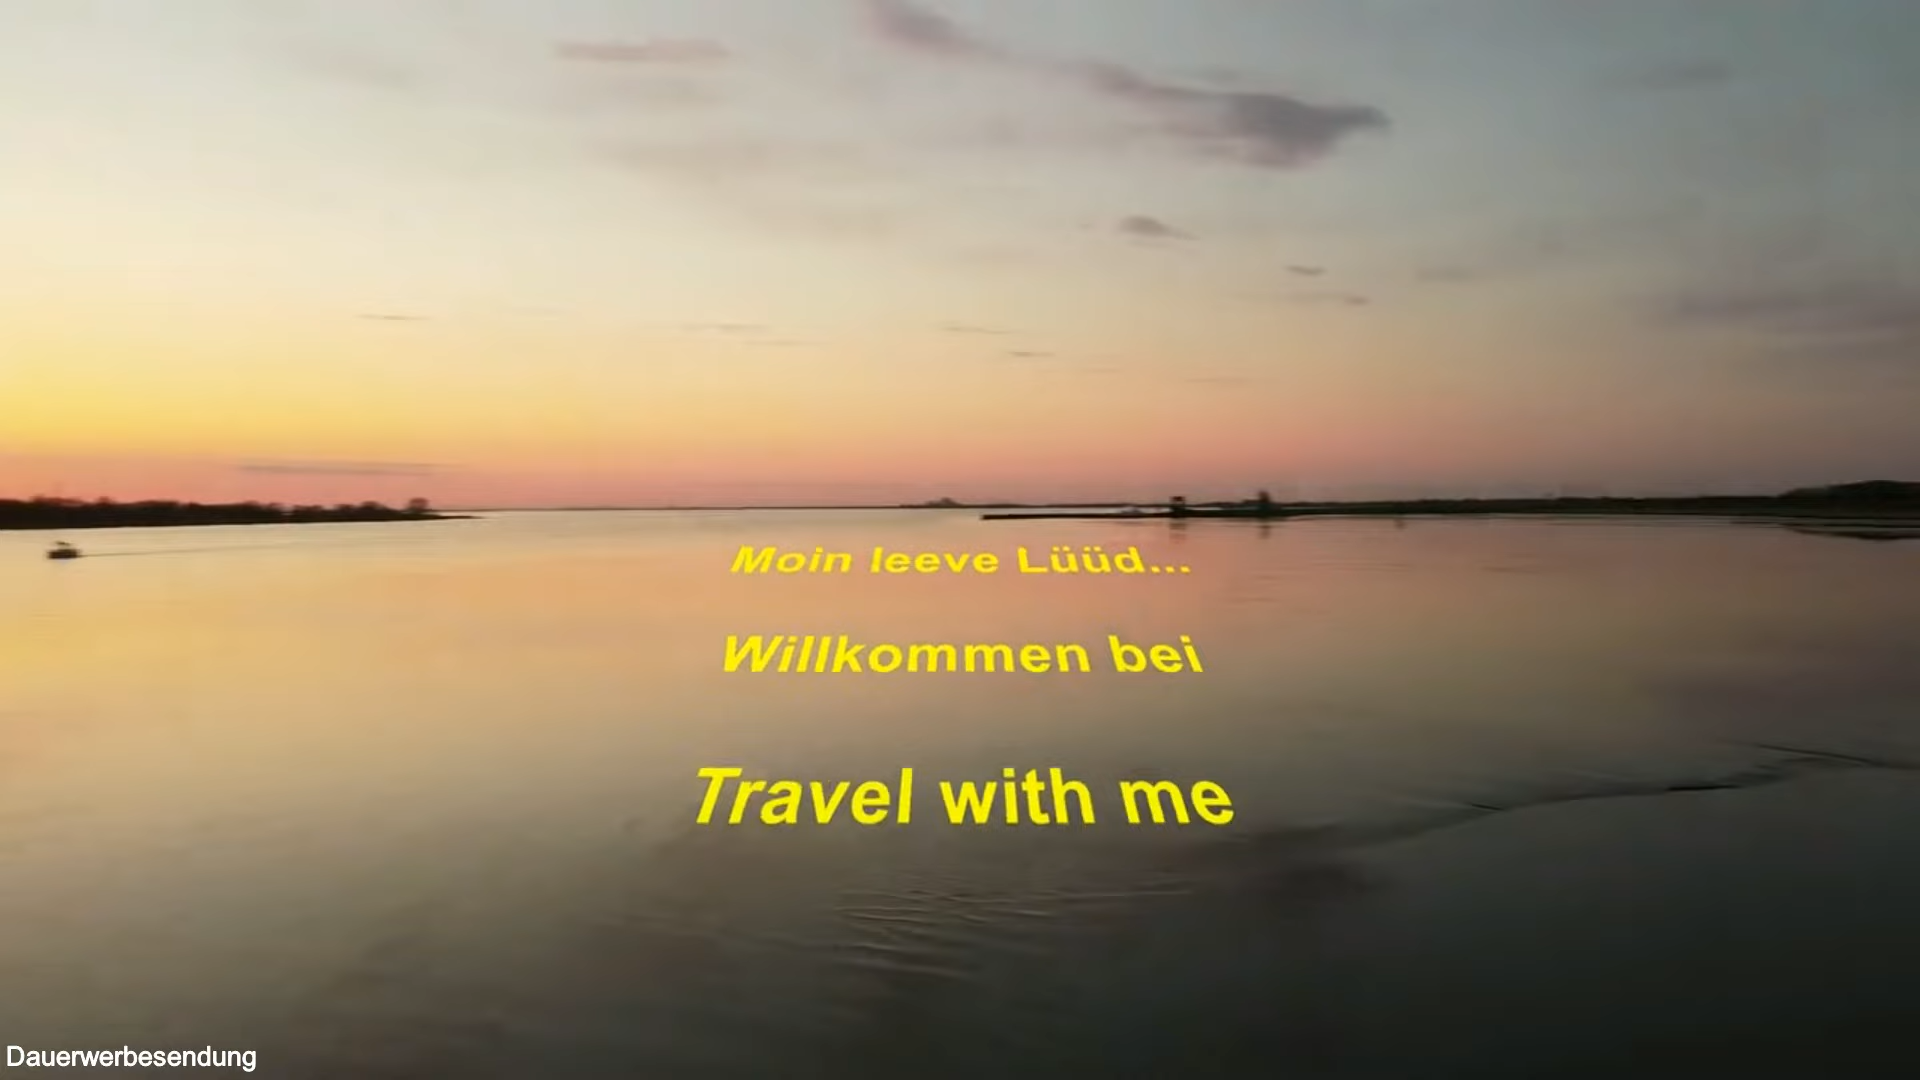 Moin leeve Lüüd...
Willkommen bei
Travel with me
Dauerwerbesendung